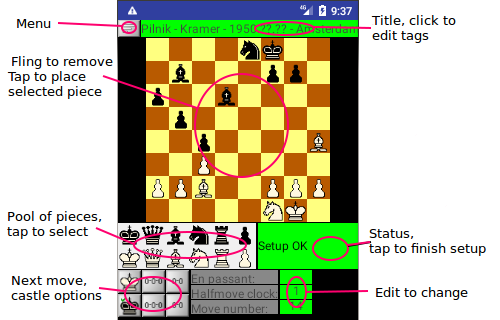 Menu
4G 9:37
Pilnik - Kramer - 1950.??.?? - Amsterdam
Title, click to
edit tags
Fling to remove
Tap to place
selected piece
Pool of pieces,
tap to select
Setup OK
Status,
tap to finish setup
Next move,
castle options
0-0-0 0-0
0-0-0 0-0
En passant:
Halfmove clock: 1
Move number: 14
Edit to change